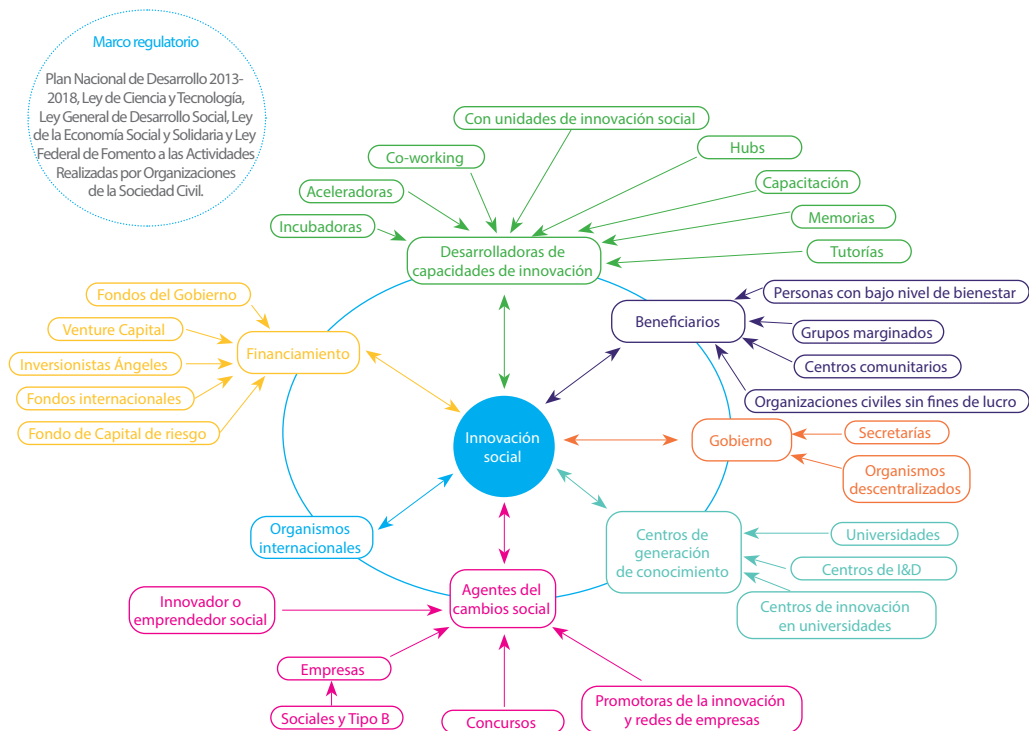 Marco regulatorio
Plan Nacional de Desarrollo 2013-
2018, Ley de Ciencia y Tecnología,
Ley General de Desarrollo Social, Ley
de la Economía Social y Solidaria y Ley
Federal de Fomento a las Actividades
Realizadas por Organizaciones
de la Sociedad Civil.
Con unidades de innovación social
Co-working
Hubs
Aceleradoras
Capacitación
Incubadoras
Memorias
Tutorías
Desarrolladoras de
capacidades de innovación
Fondos del Gobierno
Venture Capital
Inversionistas Ángeles
Fondos internacionales
Fondo de Capital de riesgo
Financiamiento
Beneficiarios
Personas con bajo nivel de bienestar
Grupos marginados
Centros comunitarios
Organizaciones civiles sin fines de lucro
Innovación
social
Gobierno
Secretarías
Organismos
descentralizados
Organismos
internacionales
Centros de
generación
de conocimiento
Universidades
Centros de I&D
Centros de innovación
en universidades
Agentes del
cambios social
Innovador o
emprendedor social
Empresas
Sociales y Tipo B
Concursos
Promotoras de la innovación
y redes de empresas